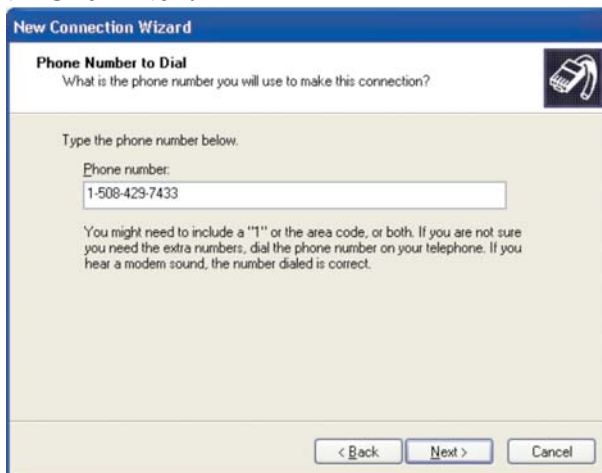 New Connection Wizard
Phone Number to Dial
What is the phone number you will use to make this connection?
Type the phone number below.
Phone number:
1-508-429-7433
You might need to include a "1" or the area code, or both. If you are not sure
you need the extra numbers, dial the phone number on your telephone. If you
hear a modem sound, the number dialed is correct.
< Back Next > Cancel